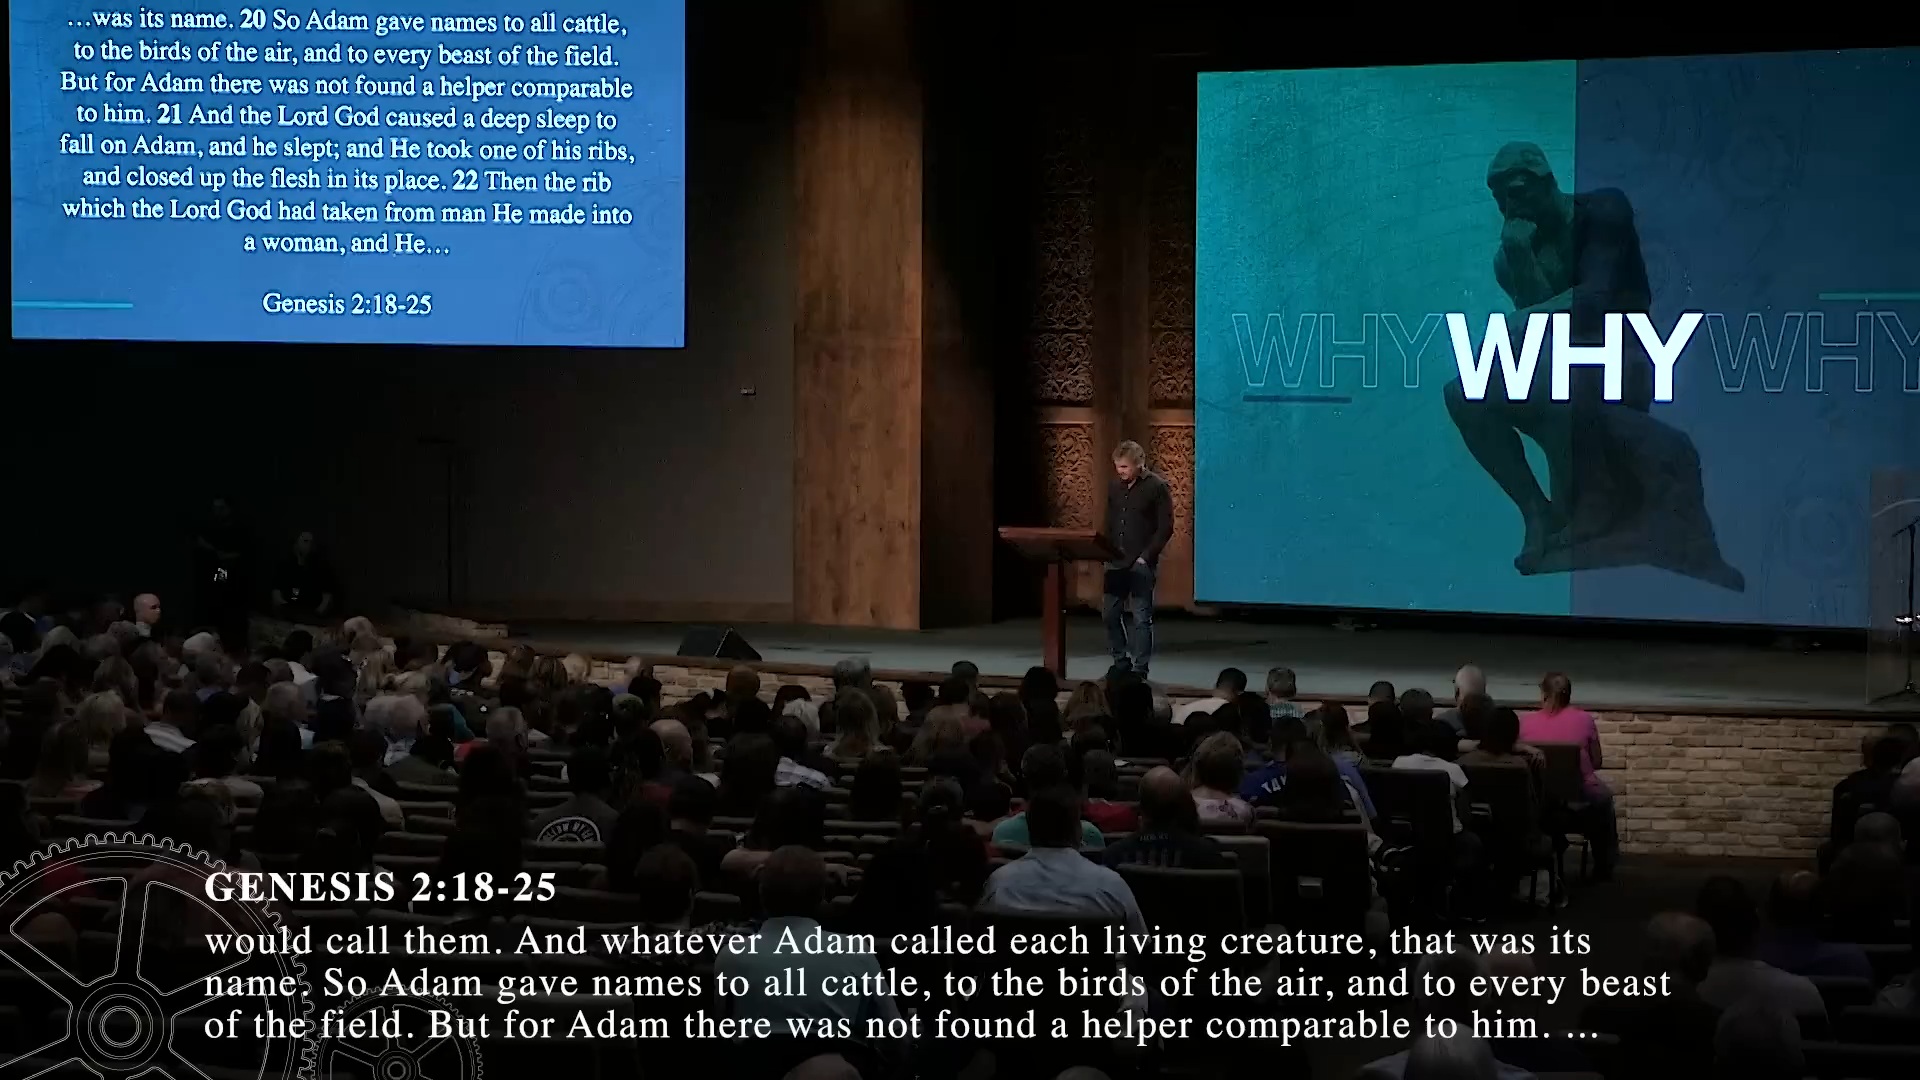 …was its name. 20 So Adam gave names to all cattle,
to the birds of the air, and to every beast of the field.
But for Adam there was not found a helper comparable
to him. 21 And the Lord God caused a deep sleep to
fall on Adam, and he slept; and He took one of his ribs,
and closed up the flesh in its place. 22 Then the rib
which the Lord God had taken from man He made into
a woman, and He…
Genesis 2:18-25
WHY WHY WHY
GENESIS 2:18-25
would call them. And whatever Adam called each living creature, that was its
name. So Adam gave names to all cattle, to the birds of the air, and to every beast
of the field. But for Adam there was not found a helper comparable to him. …